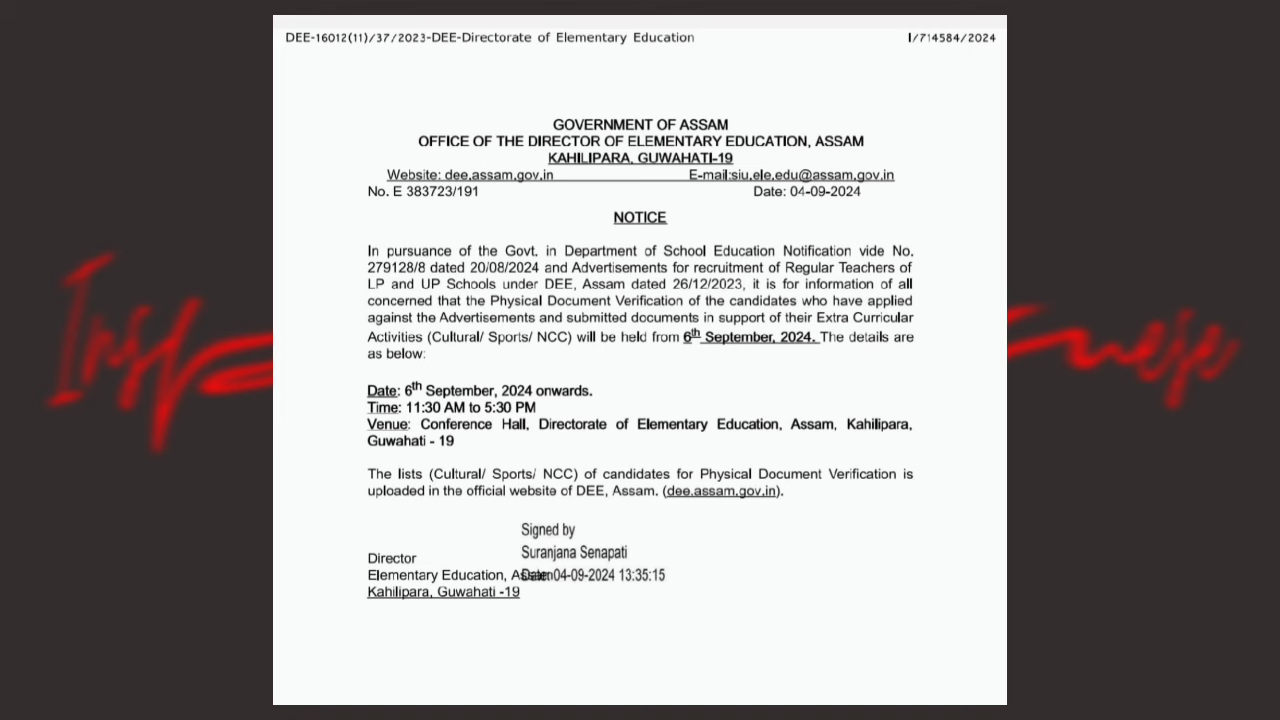 DEE-16012(11)/37/2023-DEE-Directorate of Elementary Education I/714584/2024
GOVERNMENT OF ASSAM
OFFICE OF THE DIRECTOR OF ELEMENTARY EDUCATION, ASSAM
KAHILIPARA, GUWAHATI-19
Website: dee.assam.gov.in E-mail:siu.ele.edu@assam.gov.in
No. E 383723/191 Date: 04-09-2024
NOTICE
In pursuance of the Govt. in Department of School Education Notification vide No.
279128/8 dated 20/08/2024 and Advertisements for recruitment of Regular Teachers of
LP and UP Schools under DEE, Assam dated 26/12/2023, it is for information of all
concerned that the Physical Document Verification of the candidates who have applied
against the Advertisements and submitted documents in support of their Extra Curricular
Activities (Cultural/ Sports/ NCC) will be held from 6th September, 2024. The details are
as below:
Date: 6th September, 2024 onwards.
Time: 11:30 AM to 5:30 PM
Venue: Conference Hall, Directorate of Elementary Education, Assam, Kahilipara,
Guwahati - 19
The lists (Cultural/ Sports/ NCC) of candidates for Physical Document Verification is
uploaded in the official website of DEE, Assam. (dee.assam.gov.in).
Signed by
Suranjana Senapati
Director
Elementary Education, Assam Date: 04-09-2024 13:35:15
Kahilipara, Guwahati -19